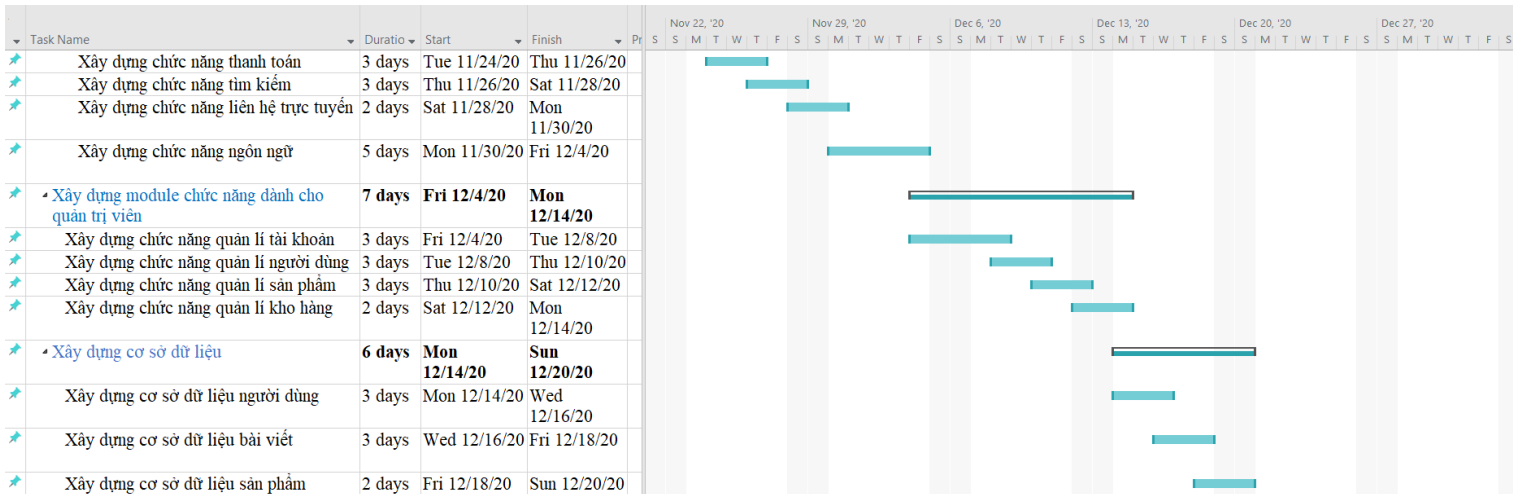 Nov 22, '20 Nov 29, '20 Dec 6, '20 Dec 13, '20 Dec 20, '20 Dec 27, '20
Task Name Duratio Start Finish Pr S S M T W T F S S M T W T F S S M T W T F S S M T W T F S S M T W T F S S M T W T F S
Xây dựng chức năng thanh toán 3 days Tue 11/24/20 Thu 11/26/20
Xây dựng chức năng tìm kiếm 3 days Thu 11/26/20 Sat 11/28/20
Xây dựng chức năng liên hệ trực tuyến 2 days Sat 11/28/20 Mon
11/30/20
Xây dựng chức năng ngôn ngữ 5 days Mon 11/30/20 Fri 12/4/20
Xây dựng module chức năng dành cho 7 days Fri 12/4/20 Mon
quản trị viên 12/14/20
Xây dựng chức năng quản lí tài khoản 3 days Fri 12/4/20 Tue 12/8/20
Xây dựng chức năng quản lí người dùng 3 days Tue 12/8/20 Thu 12/10/20
Xây dựng chức năng quản lí sản phẩm 3 days Thu 12/10/20 Sat 12/12/20
Xây dựng chức năng quản lí kho hàng 2 days Sat 12/12/20 Mon
12/14/20
Xây dựng cơ sở dữ liệu 6 days Mon Sun
12/14/20 12/20/20
Xây dựng cơ sở dữ liệu người dùng 3 days Mon 12/14/20 Wed
12/16/20
Xây dựng cơ sở dữ liệu bài viết 3 days Wed 12/16/20 Fri 12/18/20
Xây dựng cơ sở dữ liệu sản phẩm 2 days Fri 12/18/20 Sun 12/20/20